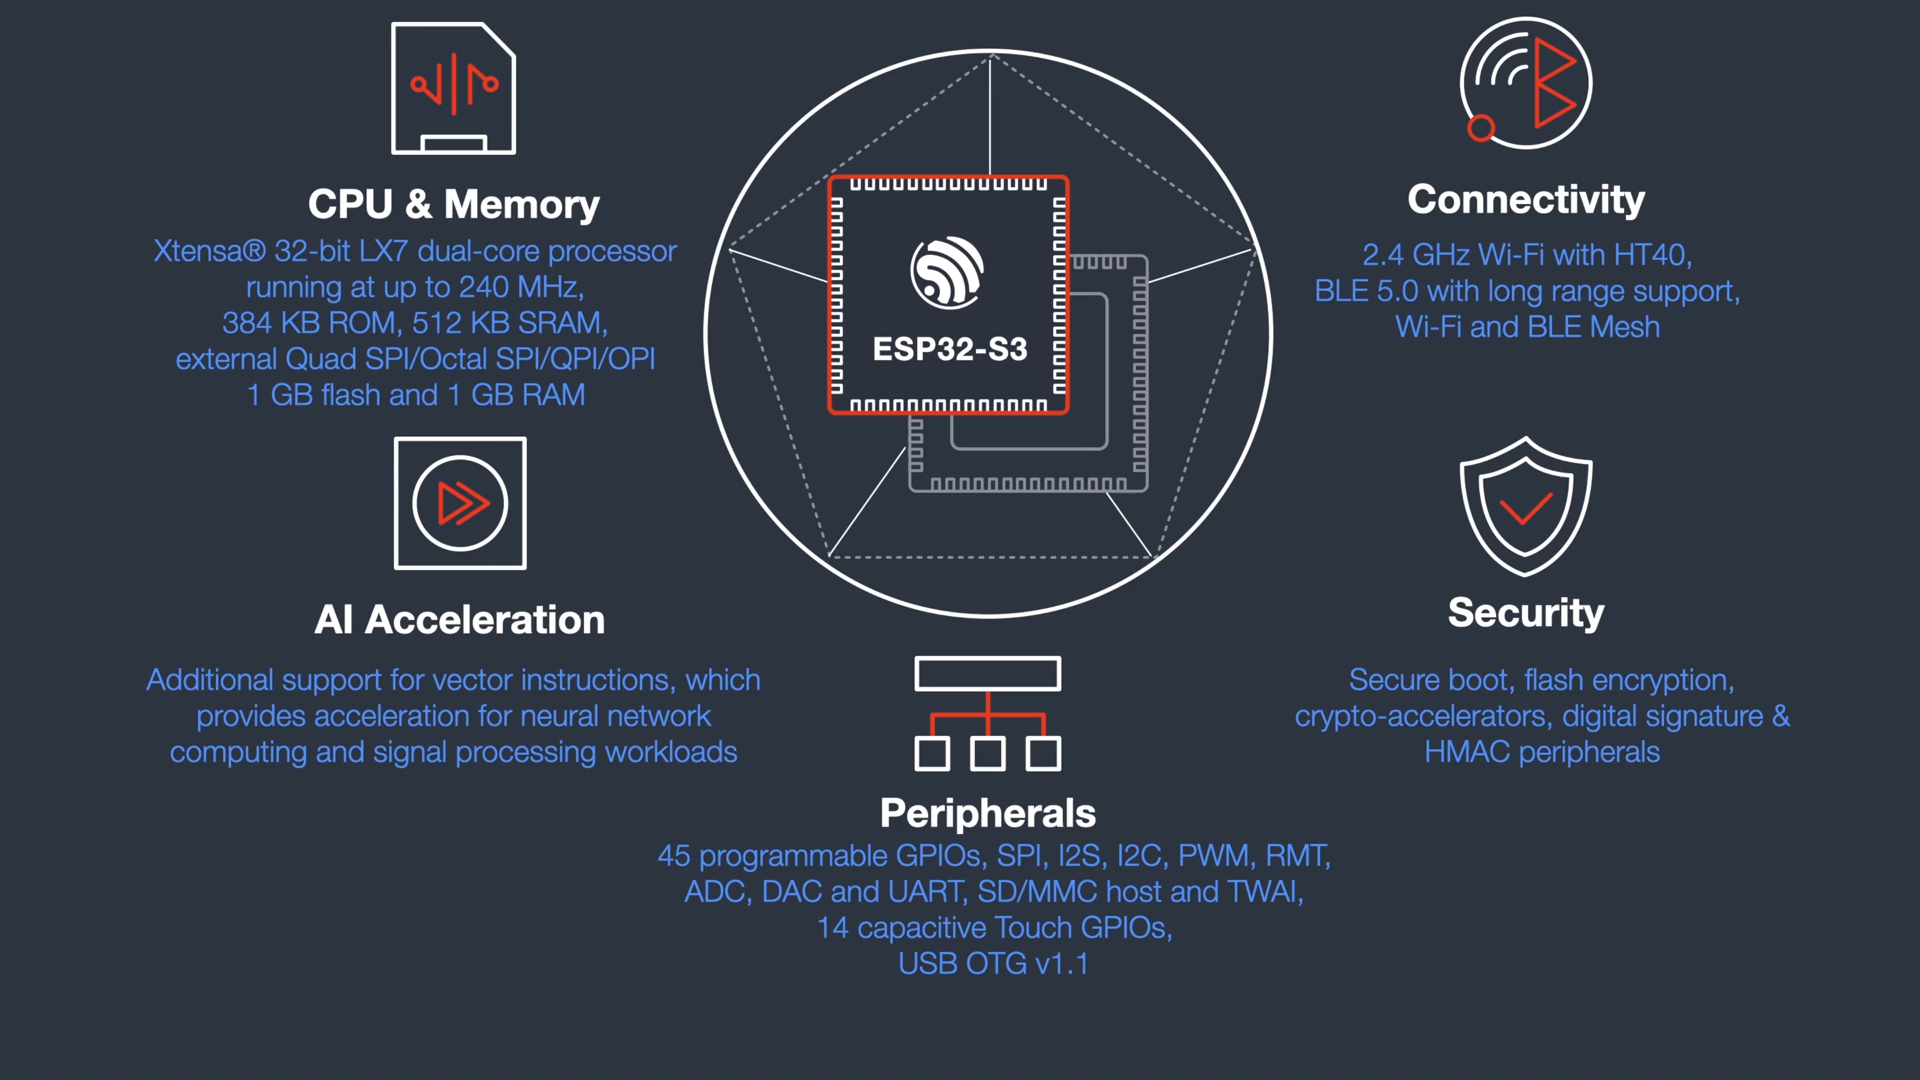 CPU & Memory
Xtensa® 32-bit LX7 dual-core processor
running at up to 240 MHz,
384 KB ROM, 512 KB SRAM,
external Quad SPI/Octal SPI/QPI/OPI
1 GB flash and 1 GB RAM
ESP32-S3
Connectivity
2.4 GHz Wi-Fi with HT40,
BLE 5.0 with long range support,
Wi-Fi and BLE Mesh
AI Acceleration
Additional support for vector instructions, which
provides acceleration for neural network
computing and signal processing workloads
Security
Secure boot, flash encryption,
crypto-accelerators, digital signature &
HMAC peripherals
Peripherals
45 programmable GPIOs, SPI, I2S, I2C, PWM, RMT,
ADC, DAC and UART, SD/MMC host and TWAI,
14 capacitive Touch GPIOs,
USB OTG v1.1